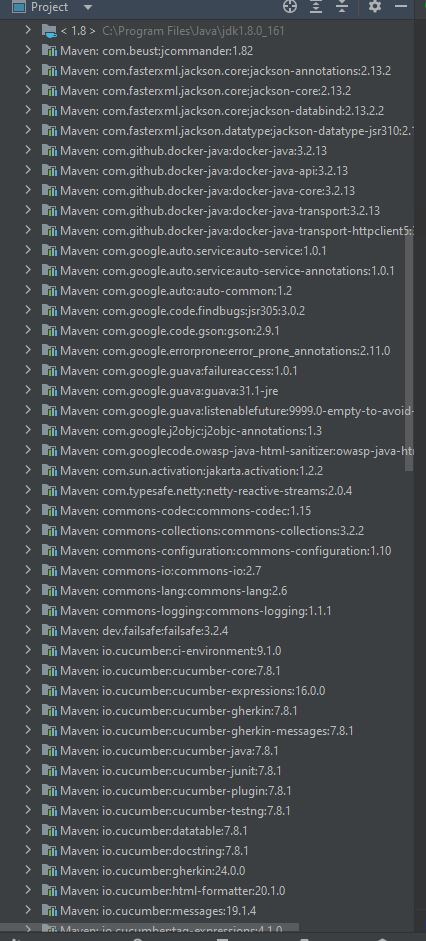 Project
< 1.8 > C:\Program Files\Java\jdk1.8.0_161
Maven: com.beust:jcommander:1.82
Maven: com.fasterxml.jackson.core:jackson-annotations:2.13.2
Maven: com.fasterxml.jackson.core:jackson-core:2.13.2
Maven: com.fasterxml.jackson.core:jackson-databind:2.13.2.2
Maven: com.fasterxml.jackson.datatype:jackson-datatype-jsr310:2.1
Maven: com.github.docker-java:docker-java:3.2.13
Maven: com.github.docker-java:docker-java-api:3.2.13
Maven: com.github.docker-java:docker-java-core:3.2.13
Maven: com.github.docker-java:docker-java-transport:3.2.13
Maven: com.github.docker-java:docker-java-transport-httpclient5:
Maven: com.google.auto.service:auto-service:1.0.1
Maven: com.google.auto.service:auto-service-annotations:1.0.1
Maven: com.google.auto:auto-common:1.2
Maven: com.google.code.findbugs:jsr305:3.0.2
Maven: com.google.code.gson:gson:2.9.1
Maven: com.google.errorprone:error_prone_annotations:2.11.0
Maven: com.google.guava:failureaccess:1.0.1
Maven: com.google.guava:guava:31.1-jre
Maven: com.google.guava:listenablefuture:9999.0-empty-to-avoid-
Maven: com.google.j2objc:j2objc-annotations:1.3
Maven: com.googlecode.owasp-java-html-sanitizer:owasp-java-ht
Maven: com.sun.activation:jakarta.activation:1.2.2
Maven: com.typesafe.netty:netty-reactive-streams:2.0.4
Maven: commons-codec:commons-codec:1.15
Maven: commons-collections:commons-collections:3.2.2
Maven: commons-configuration:commons-configuration:1.10
Maven: commons-io:commons-io:2.7
Maven: commons-lang:commons-lang:2.6
Maven: commons-logging:commons-logging:1.1.1
Maven: dev.failsafe:failsafe:3.2.4
Maven: io.cucumber:ci-environment:9.1.0
Maven: io.cucumber:cucumber-core:7.8.1
Maven: io.cucumber:cucumber-expressions:16.0.0
Maven: io.cucumber:cucumber-gherkin:7.8.1
Maven: io.cucumber:cucumber-gherkin-messages:7.8.1
Maven: io.cucumber:cucumber-java:7.8.1
Maven: io.cucumber:cucumber-junit:7.8.1
Maven: io.cucumber:cucumber-plugin:7.8.1
Maven: io.cucumber:cucumber-testng:7.8.1
Maven: io.cucumber:datatable:7.8.1
Maven: io.cucumber:docstring:7.8.1
Maven: io.cucumber:gherkin:24.0.0
Maven: io.cucumber:html-formatter:20.1.0
Maven: io.cucumber:messages:19.1.4
Maven: io.cucumber:tag-expressions:4.1.0